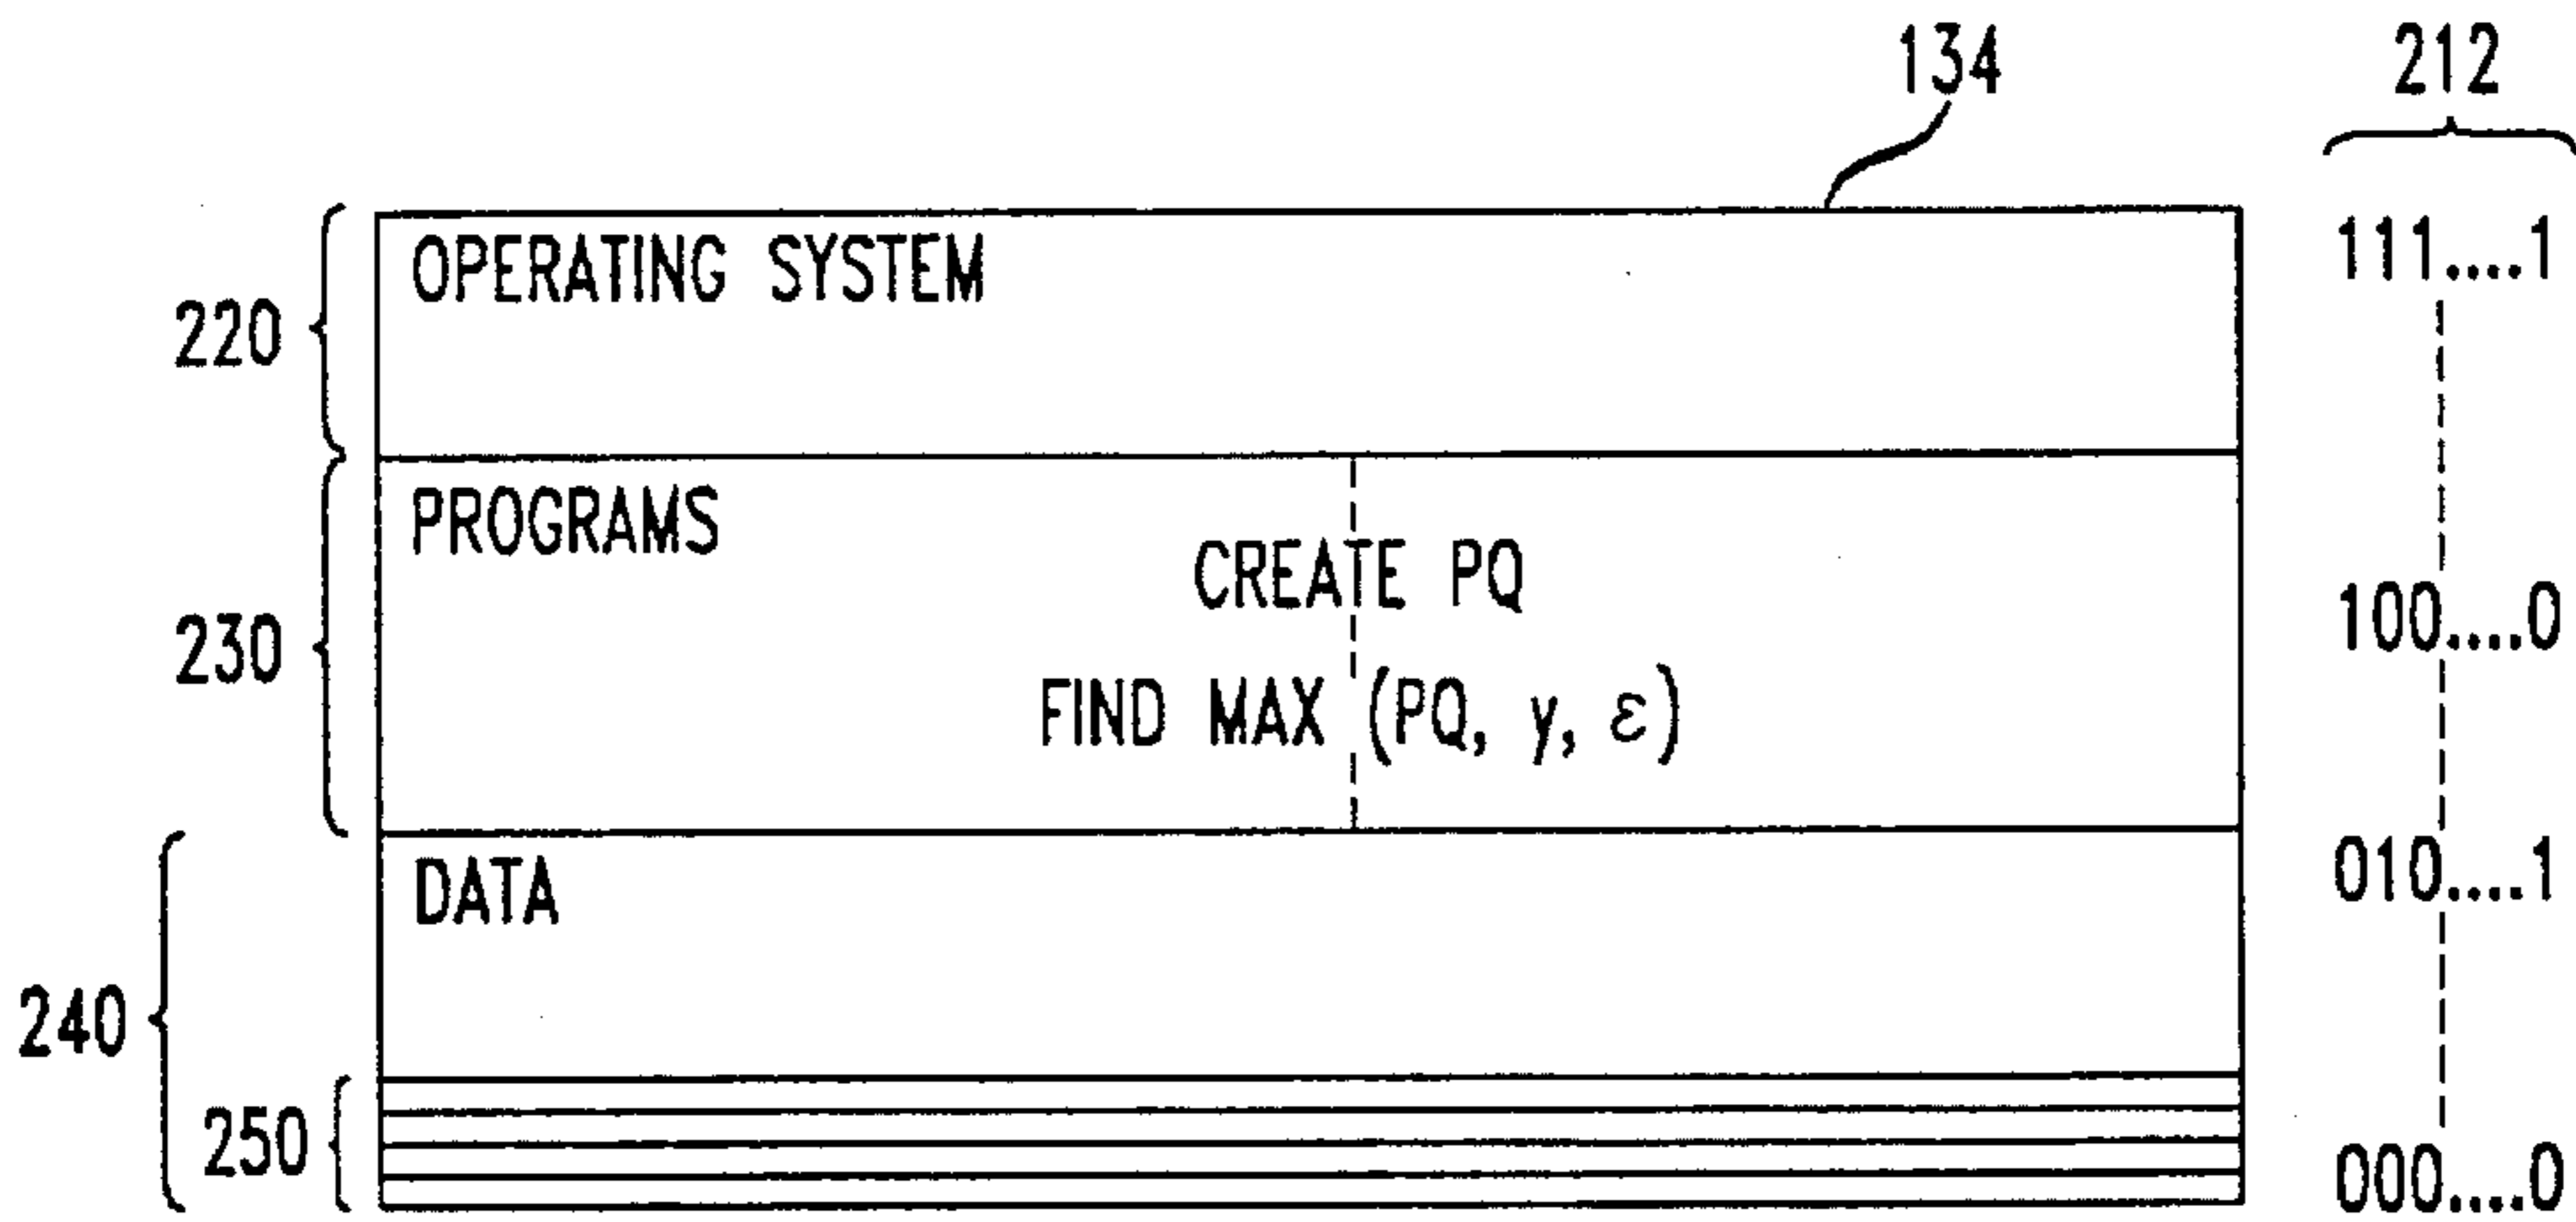 134
212
OPERATING SYSTEM
111....1
220
PROGRAMS
CREATE PQ
100....0
230
FIND MAX (PQ, y, ε)
DATA
010....1
240
250
000....0